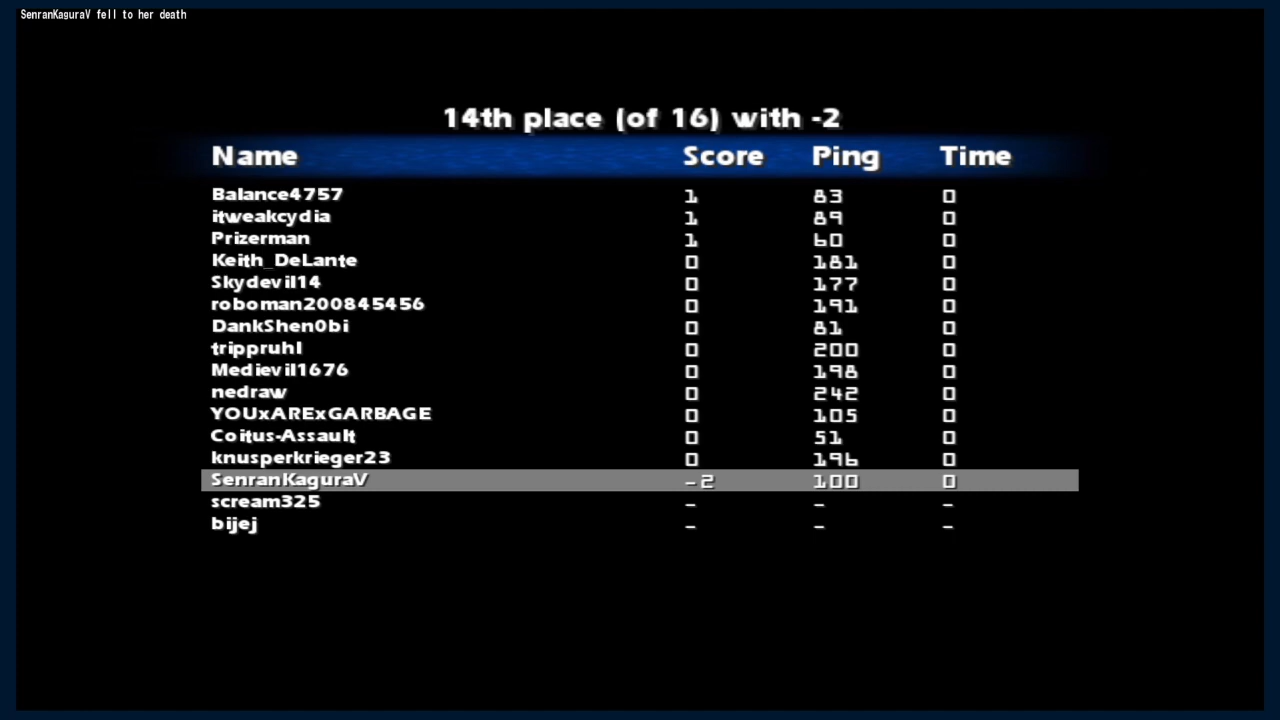 SenranKaguraV fell to her death
14th place (of 16) with -2
Name Score Ping Time
Balance4757 1 83 0
itweakcydia 1 89 0
Prizerman 1 60 0
Keith_DeLante 0 181 0
Skydevil14 0 177 0
roboman200845456 0 191 0
DankShen0bi 0 81 0
trippruhl 0 200 0
Medievil1676 0 198 0
nedraw 0 242 0
YOUxARExGARBAGE 0 105 0
Coitus-Assault 0 51 0
knusperkrieger23 0 196 0
SenranKaguraV -2 100 0
scream325 - - -
bijej - - -